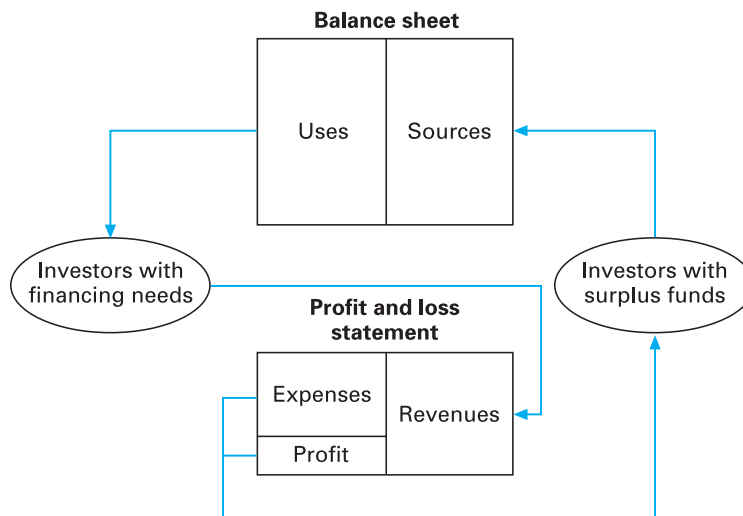 Balance sheet
Uses
Sources
Investors with
financing needs
Investors with
surplus funds
Profit and loss
statement
Expenses
Revenues
Profit